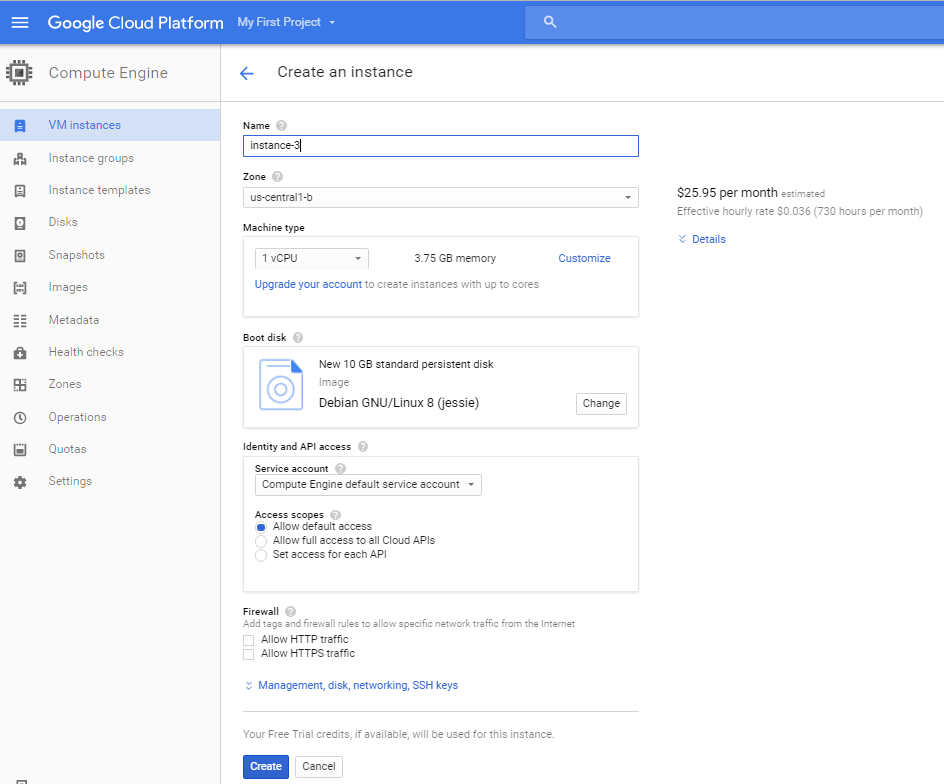 Google Cloud Platform My First Project
Compute Engine
Create an instance
VM instances
Instance groups
Instance templates
Disks
Snapshots
Images
Metadata
Health checks
Zones
Operations
Quotas
Settings
Name
instance-3
Zone
us-central1-b
Machine type
1 vCPU 3.75 GB memory Customize
Upgrade your account to create instances with up to cores
Boot disk
New 10 GB standard persistent disk
Image
Debian GNU/Linux 8 (jessie)
Change
Identity and API access
Service account
Compute Engine default service account
Access scopes
Allow default access
Allow full access to all Cloud APIs
Set access for each API
Firewall
Add tags and firewall rules to allow specific network traffic from the Internet
Allow HTTP traffic
Allow HTTPS traffic
Management, disk, networking, SSH keys
Your Free Trial credits, if available, will be used for this instance.
Create Cancel
$25.95 per month estimated
Effective hourly rate $0.036 (730 hours per month)
Details